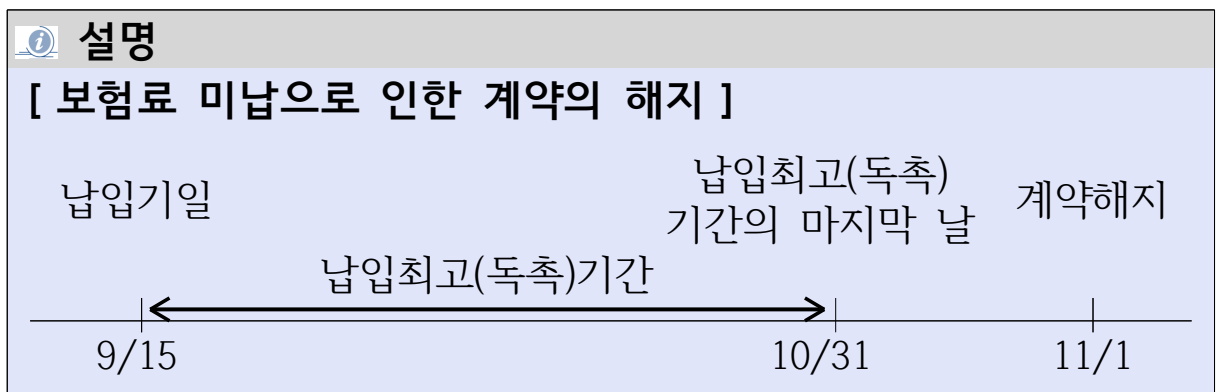 설명
[ 보험료 미납으로 인한 계약의 해지 ]
납입기일
납입최고(독촉)
기간의 마지막 날
계약해지
납입최고(독촉)기간
9/15
10/31
11/1